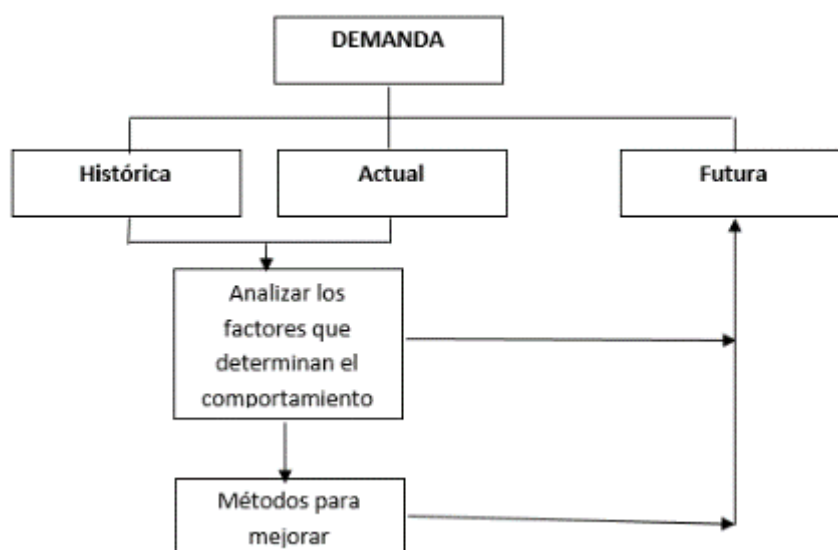 DEMANDA
Histórica
Actual
Futura
Analizar los
factores que
determinan el
comportamiento
Métodos para
mejorar